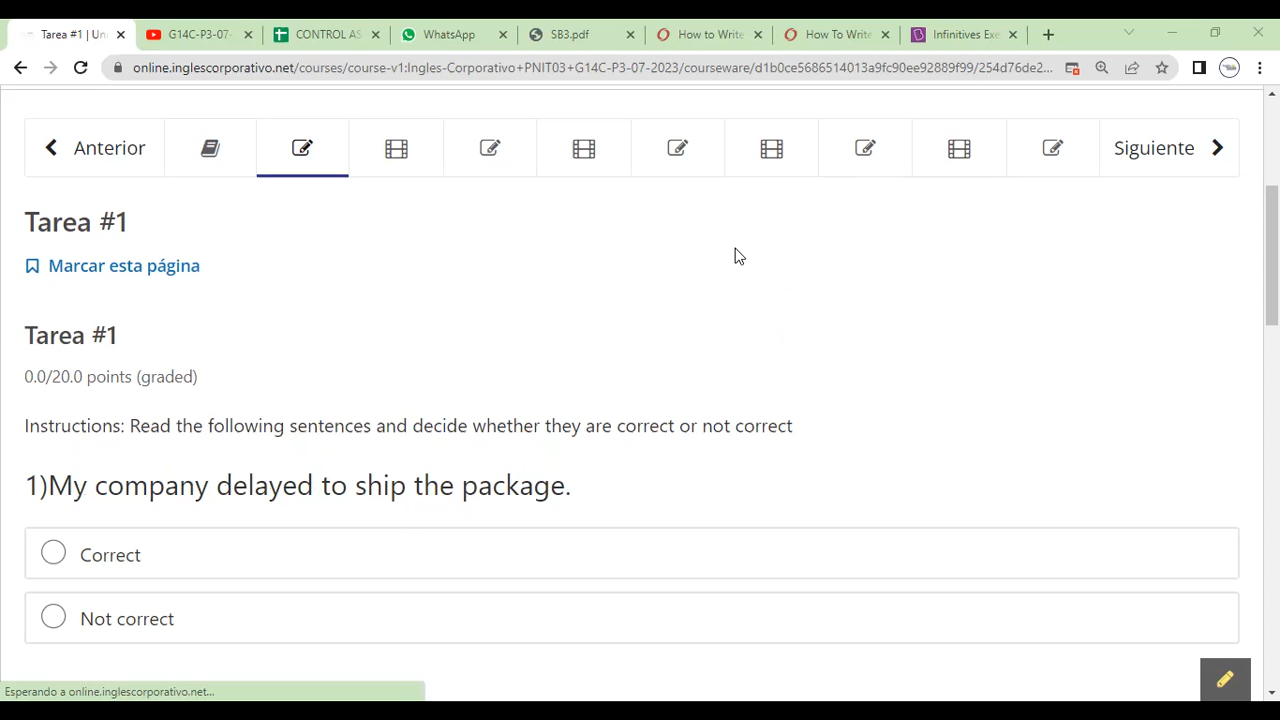 Tarea #1 | Un
G14C-P3-07-
CONTROL AS
WhatsApp
SB3.pdf
How to Write
How To Write
Infinitives Exe
online.inglescorporativo.net/courses/course-v1:Ingles-Corporativo+PNIT03+G14C-P3-07-2023/courseware/d1b0ce5686514013a9fc90ee92889f99/254d76de2...
Anterior
Siguiente
Tarea #1
Marcar esta página
Tarea #1
0.0/20.0 points (graded)
Instructions: Read the following sentences and decide whether they are correct or not correct
1)My company delayed to ship the package.
Correct
Not correct
Esperando a online.inglescorporativo.net...